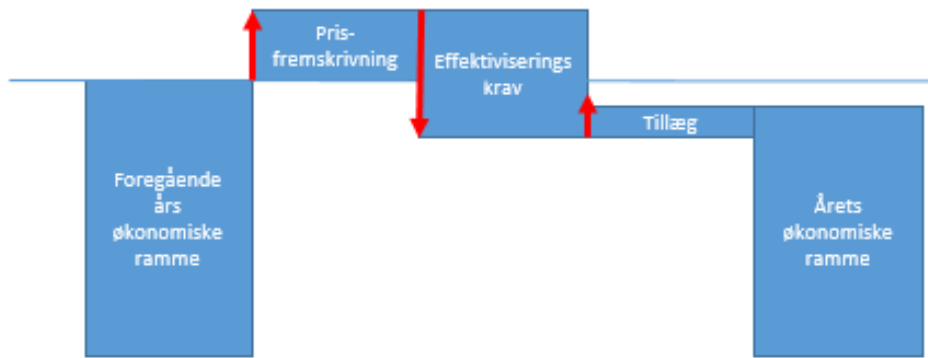 Pris-
fremskrivning
Effektiviserings
krav
Tillæg
Foregående
års
økonomiske
ramme
Årets
økonomiske
ramme